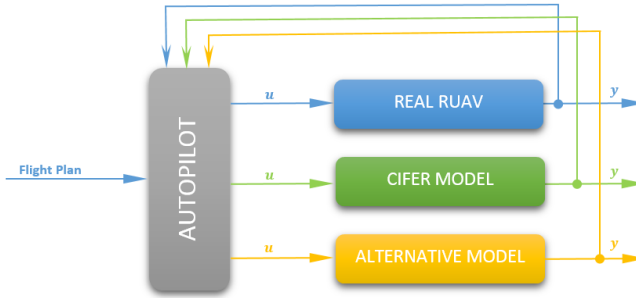 u
REAL RUAV
y
Flight Plan
AUTOPILOT
u
CIFER MODEL
y
u
ALTERNATIVE MODEL
y